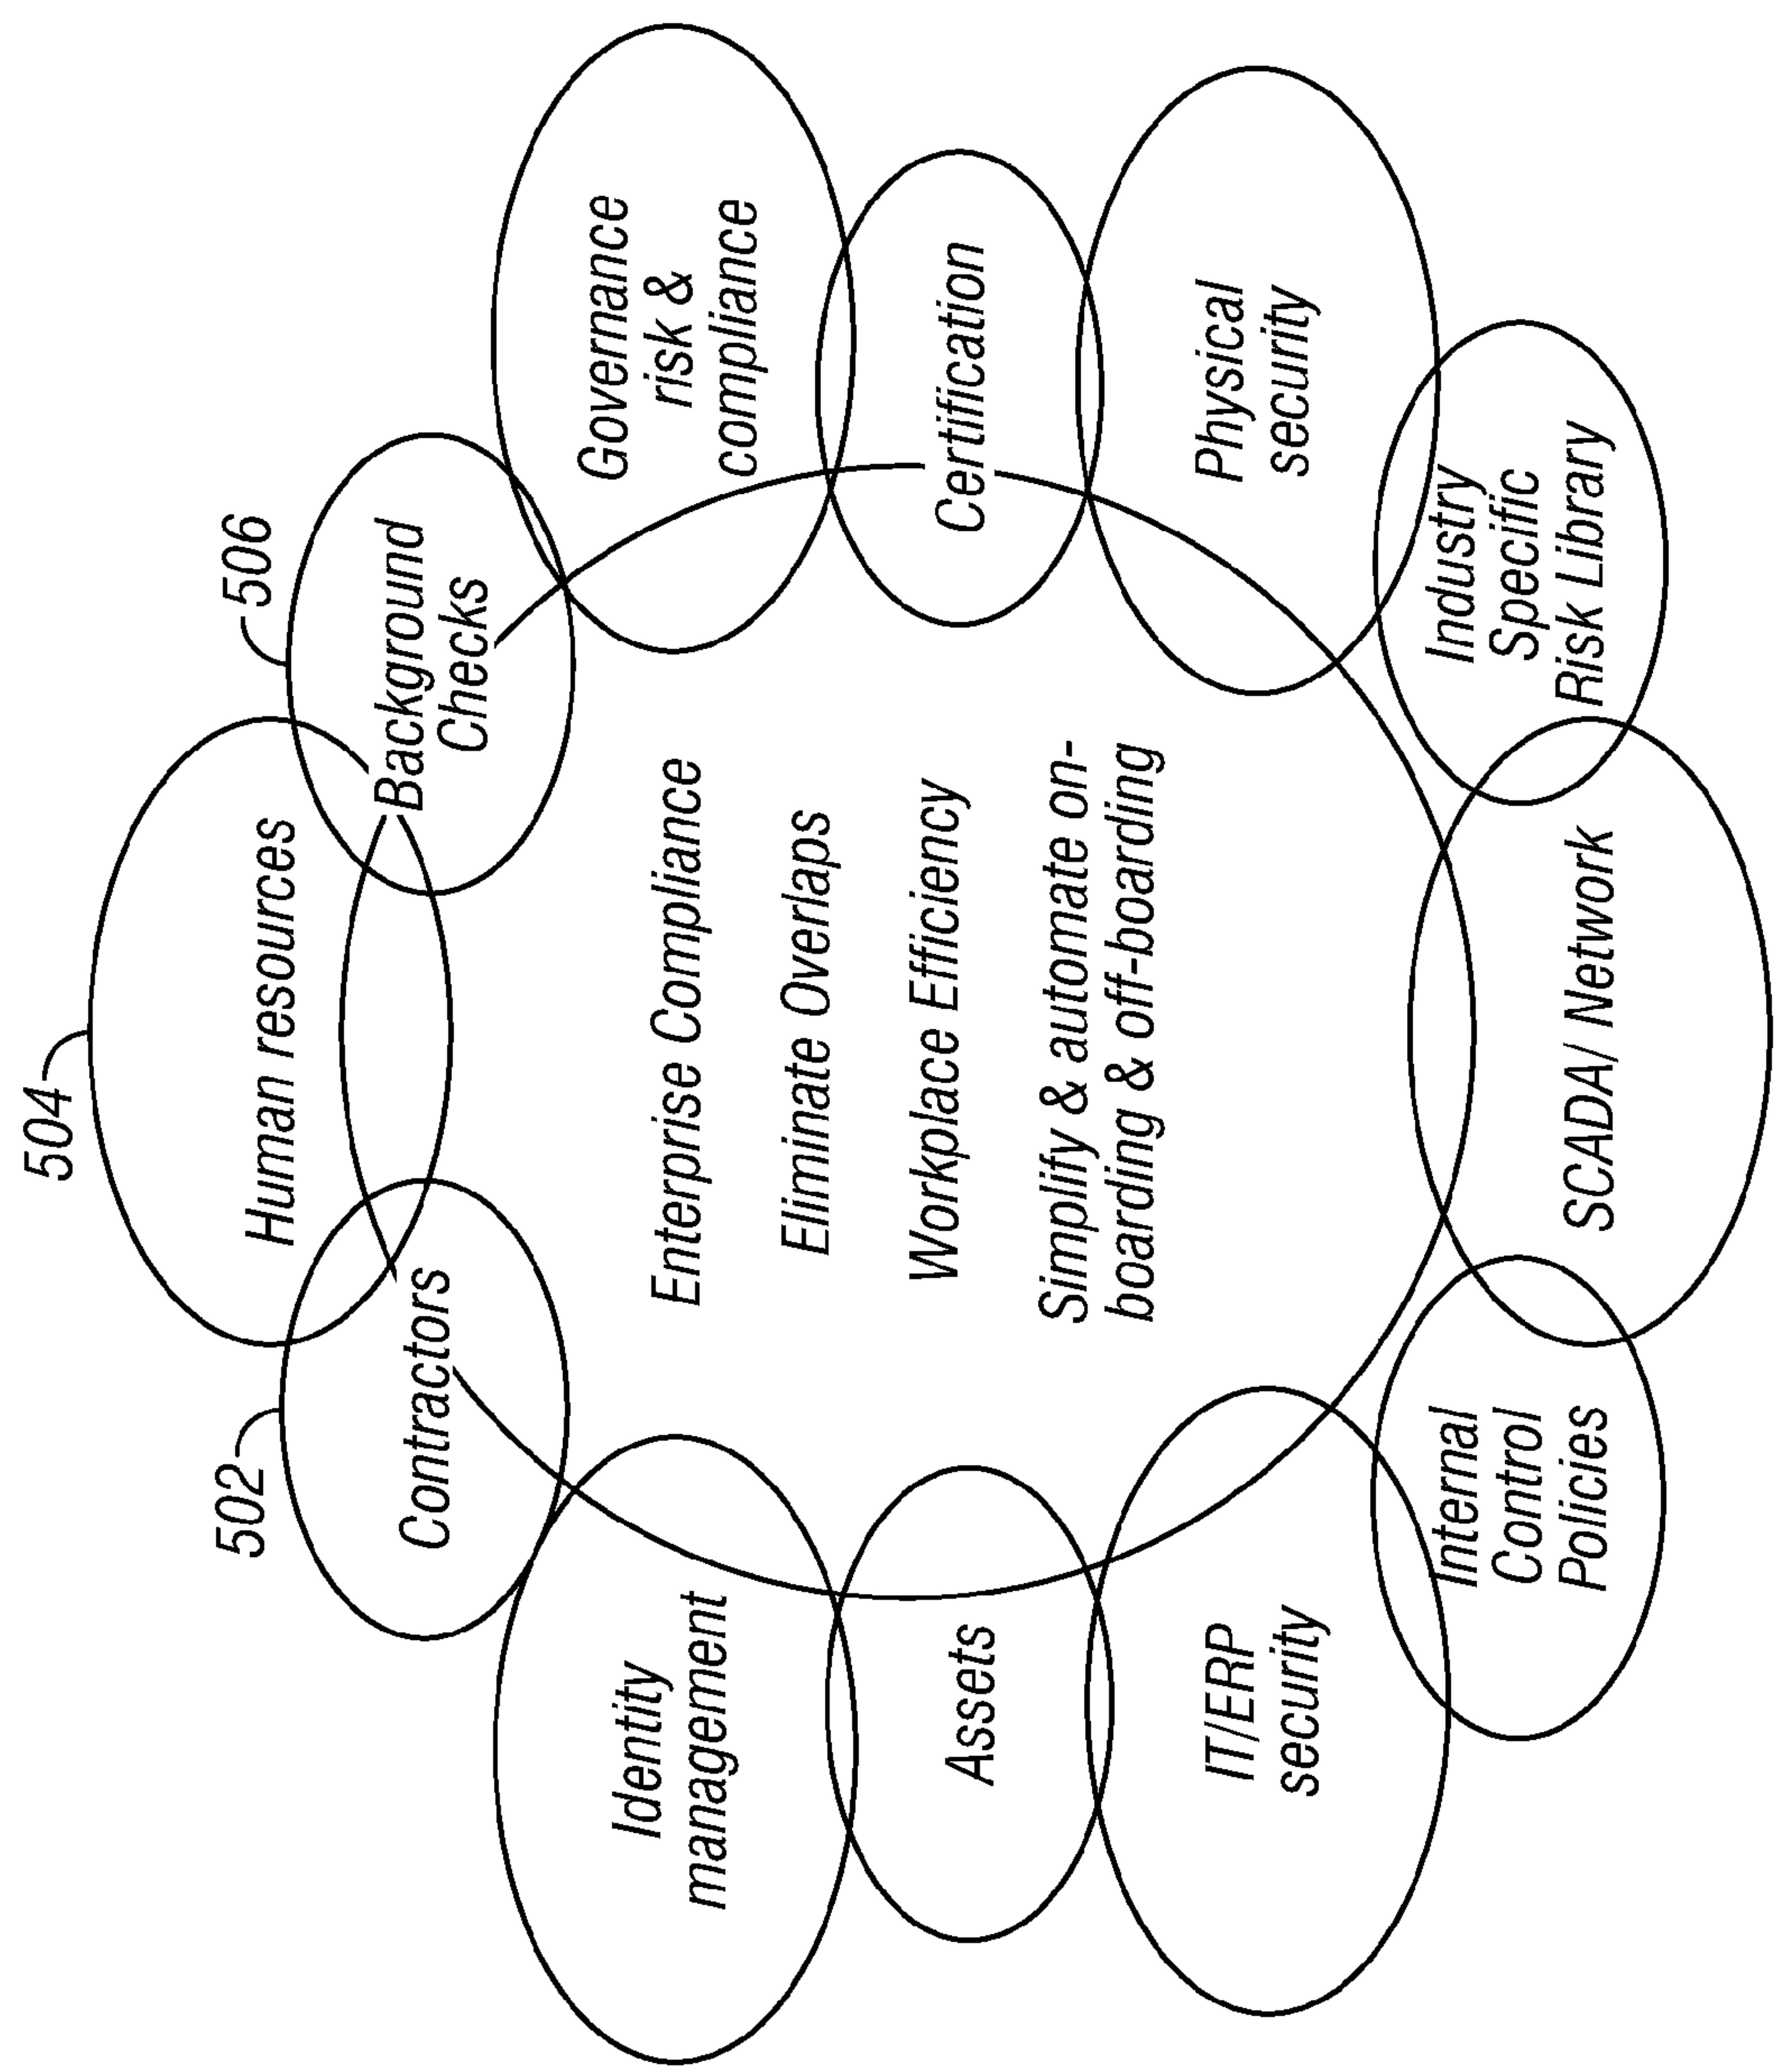 504
Human resources
506
Background
Checks
502
Contractors
Governance
risk &
compliance
Identity
management
Enterprise Compliance
Eliminate Overlaps
Workplace Efficiency
Simplify & automate on-
boarding & off-boarding
Certification
Assets
Physical
security
IT/ERP
security
Industry
Specific
Risk Library
Internal
Control
Policies
SCADA/ Network